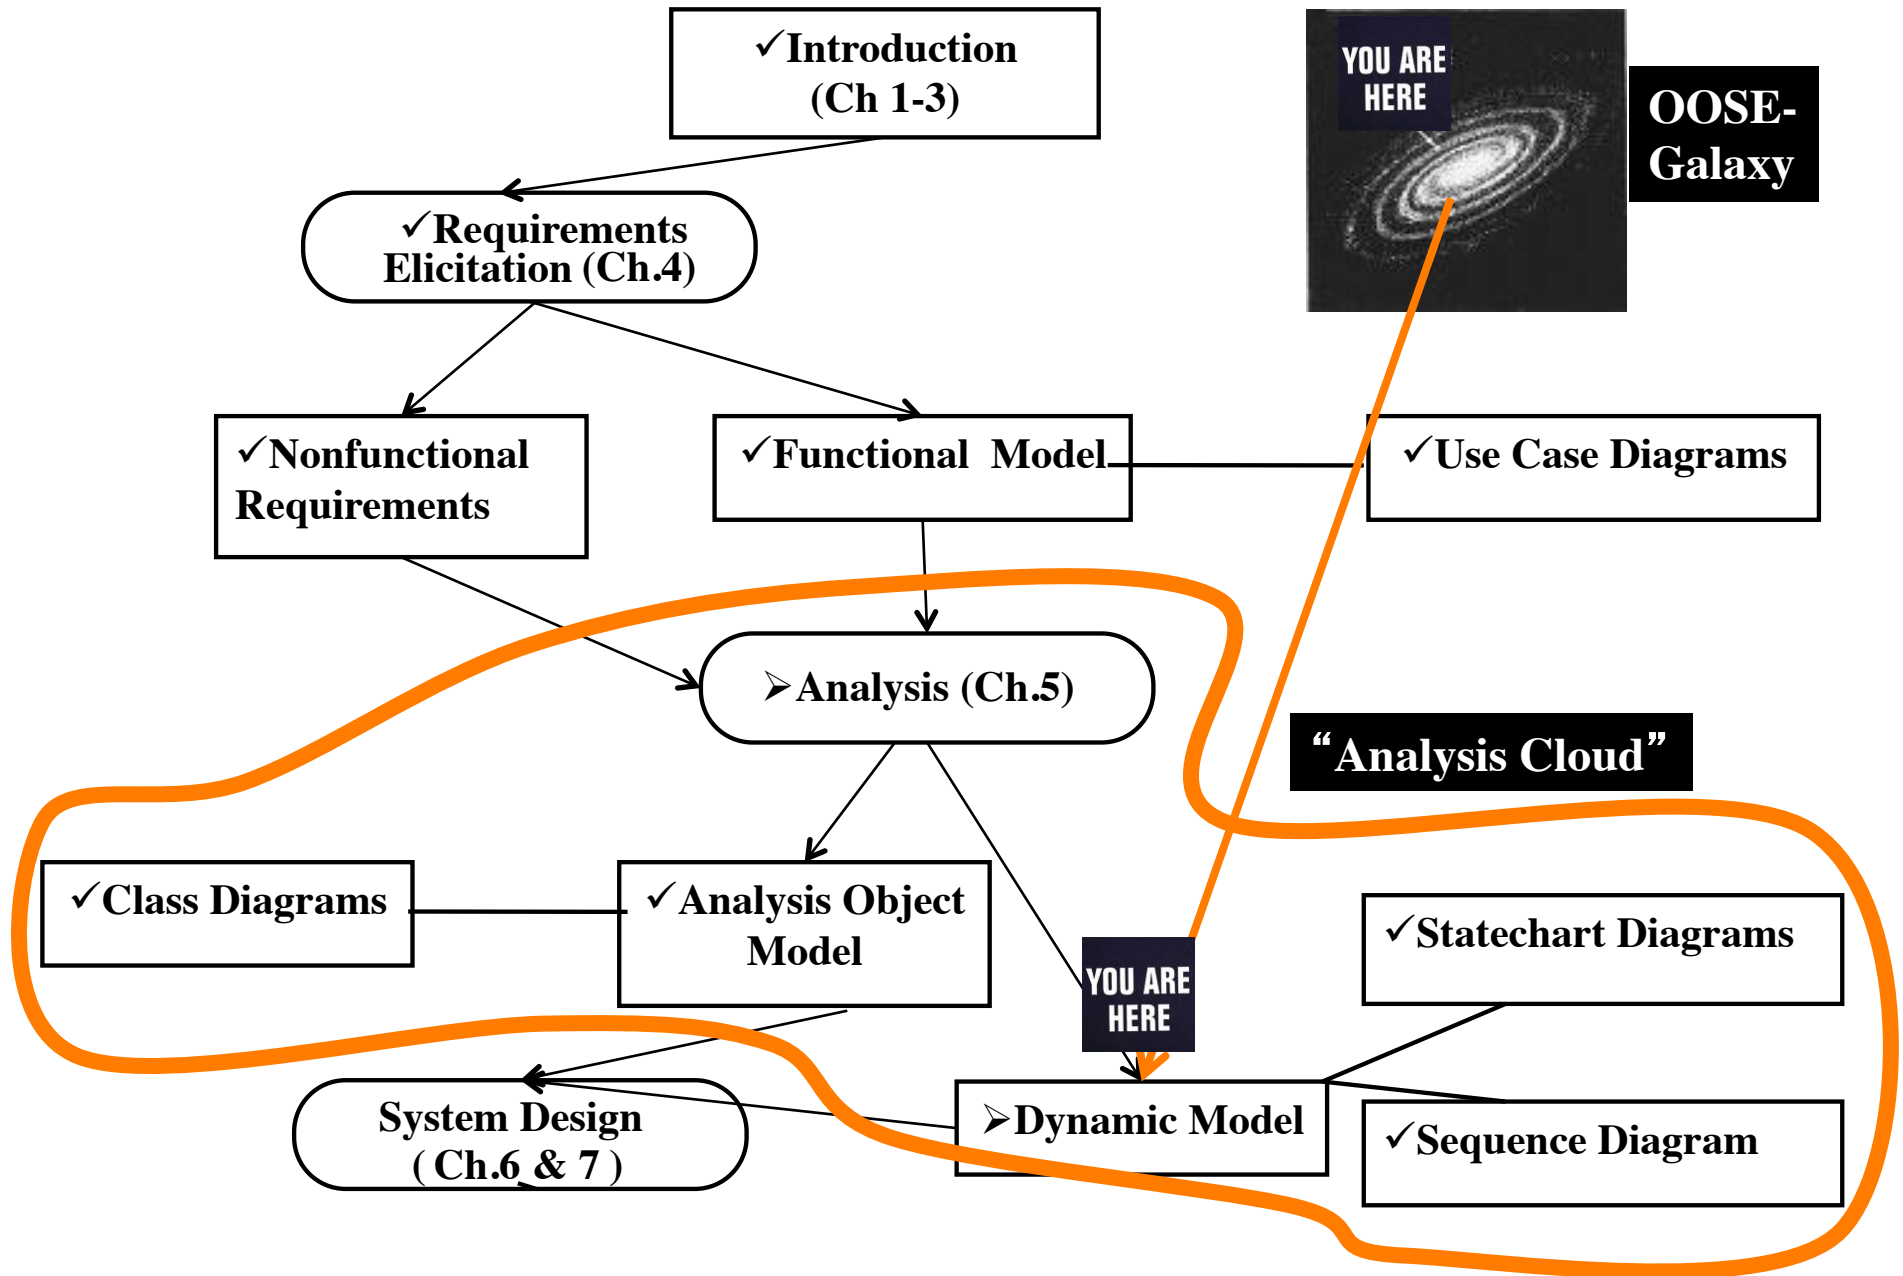 ✓Introduction
(Ch 1-3)
YOU ARE
HERE
OOSE-
Galaxy
✓Requirements
Elicitation (Ch.4)
✓Nonfunctional
Requirements
✓Functional Model
✓Use Case Diagrams
➢Analysis (Ch.5)
“Analysis Cloud”
✓Class Diagrams
✓Analysis Object
Model
✓Statechart Diagrams
YOU ARE
HERE
System Design
( Ch.6 & 7 )
➢Dynamic Model
✓Sequence Diagram